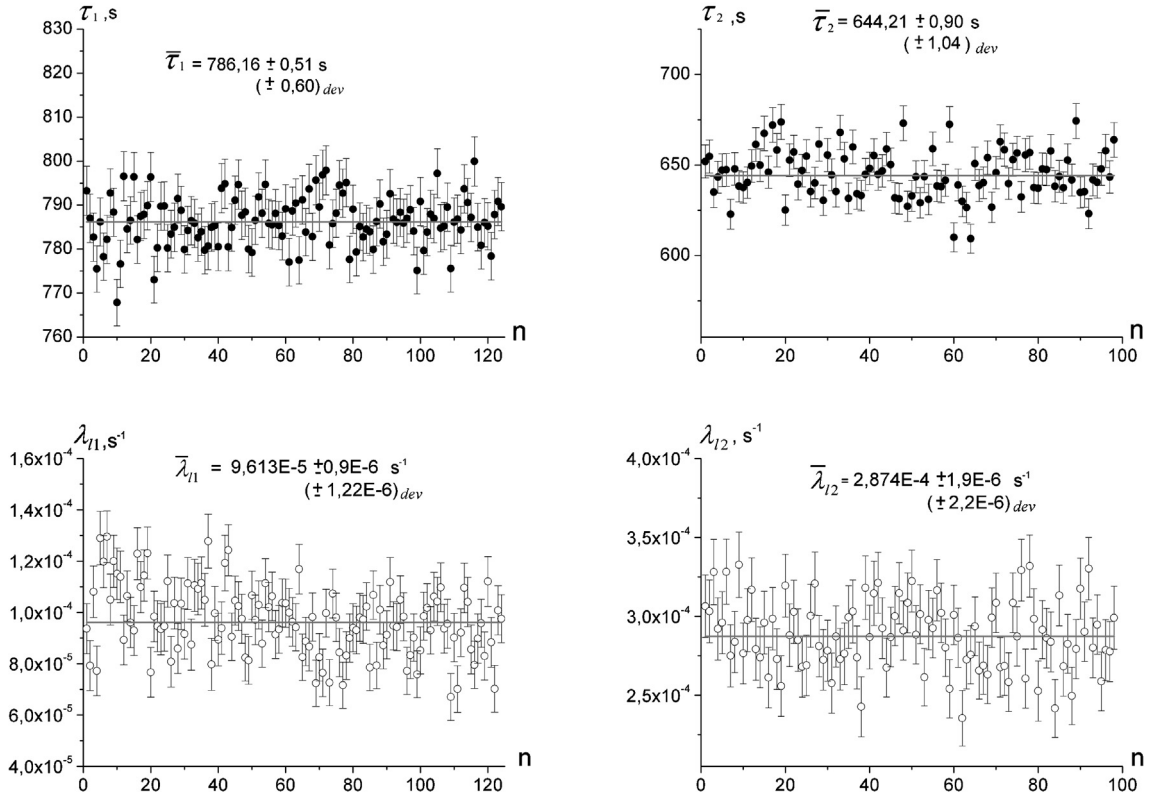 τ₁,s
τ̄₁ = 786,16 ± 0,51 s
(± 0,60)dev
830
820
810
800
790
780
770
760
0 20 40 60 80 100 120
n
τ₂,s
τ̄₂ = 644,21 ± 0,90 s
(± 1,04)dev
700
650
600
0 20 40 60 80 100
n
λl1,s⁻¹
λ̄l1 = 9,613E-5 ±0,9E-6 s⁻¹
(± 1,22E-6)dev
1,6x10⁻⁴
1,4x10⁻⁴
1,2x10⁻⁴
1,0x10⁻⁴
8,0x10⁻⁵
6,0x10⁻⁵
4,0x10⁻⁵
0 20 40 60 80 100 120
n
λl2, s⁻¹
λ̄l2 = 2,874E-4 ±1,9E-6 s⁻¹
(± 2,2E-6)dev
4,0x10⁻⁴
3,5x10⁻⁴
3,0x10⁻⁴
2,5x10⁻⁴
0 20 40 60 80 100
n